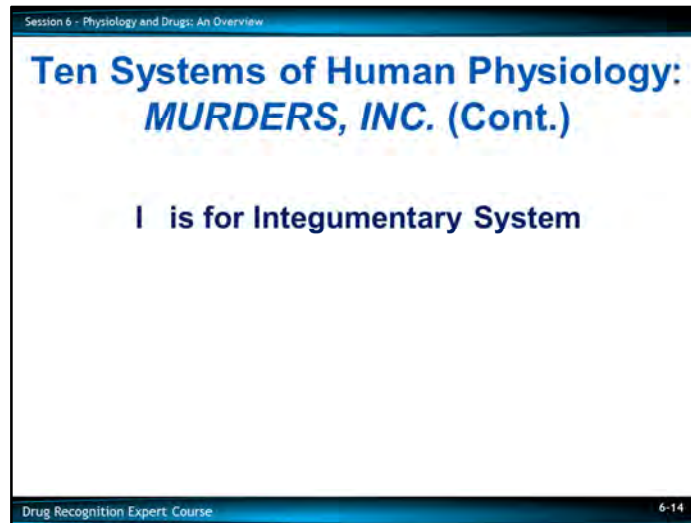 Session 6 - Physiology and Drugs: An Overview
Ten Systems of Human Physiology:
MURDERS, INC. (Cont.)
I is for Integumentary System
Drug Recognition Expert Course
6-14